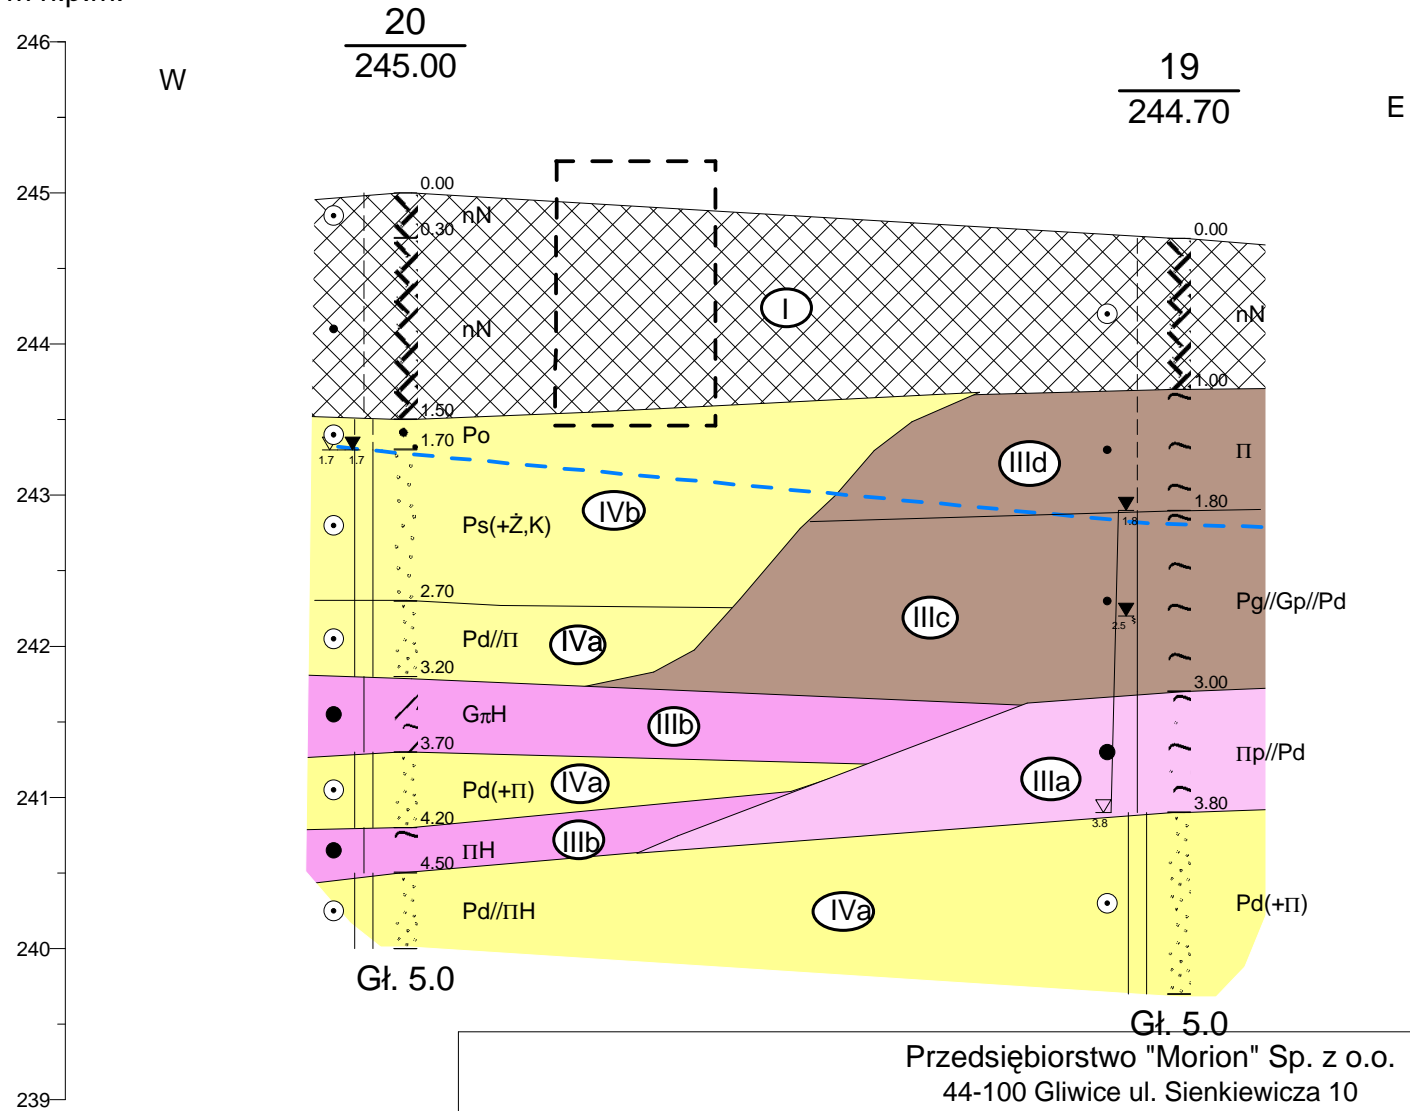 246
245
244
243
242
241
240
239
W
E
20
245.00
19
244.70
0.00
nN
0.30
nN
1.50
Po
1.70
1.7 1.7
Ps(+Ż,K)
2.70
Pd//Π
3.20
GπH
3.70
Pd(+Π)
4.20
ΠH
4.50
Pd//ΠH
Gł. 5.0
I
IVb
IVa
IIIb
IVa
IIIb
IVa
IIId
IIIc
IIIa
0.00
nN
1.00
Π
1.80
1.8
Pg//Gp//Pd
2.5
3.00
Πp//Pd
3.80
3.8
Pd(+Π)
Gł. 5.0
Przedsiębiorstwo "Morion" Sp. z o.o.
44-100 Gliwice ul. Sienkiewicza 10